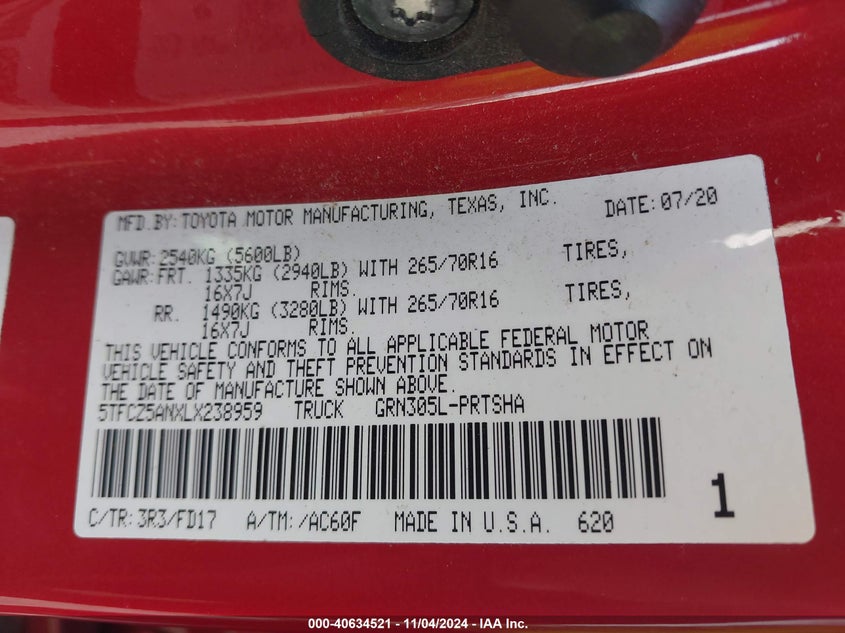 MFD.BY:TOYOTA MOTOR MANUFACTURING, TEXAS, INC. DATE:07/20
GVWR:2540KG (5600LB)
GAWR:FRT. 1335KG (2940LB) WITH 265/70R16 TIRES,
16X7J RIMS.
RR. 1490KG (3280LB) WITH 265/70R16 TIRES,
16X7J RIMS.
THIS VEHICLE CONFORMS TO ALL APPLICABLE FEDERAL MOTOR
VEHICLE SAFETY AND THEFT PREVENTION STANDARDS IN EFFECT ON
THE DATE OF MANUFACTURE SHOWN ABOVE.
5TFCZ5ANXLX238959 TRUCK GRN305L-PRTSHA
C/TR:3R3/FD17 A/TM:/AC60F MADE IN U.S.A. 620 1
000-40634521 - 11/04/2024 - IAA Inc.